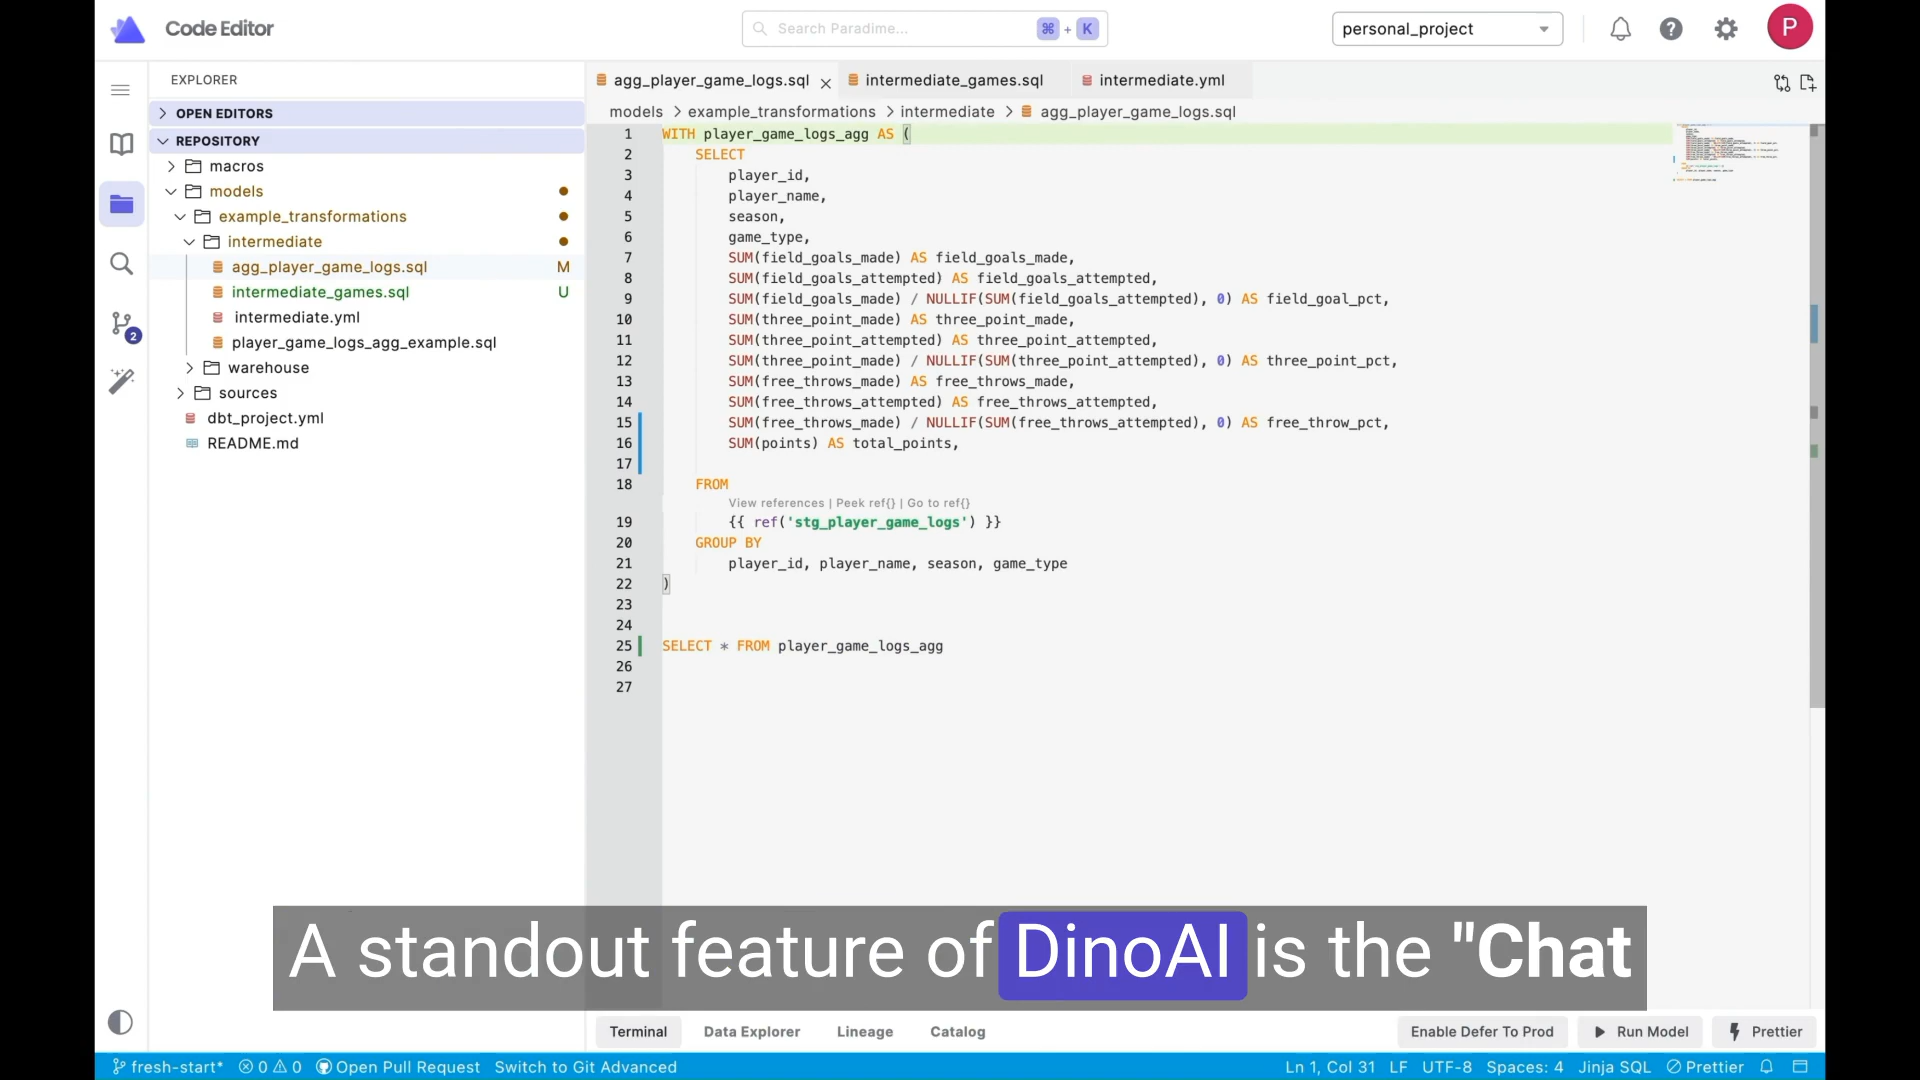 Code Editor
Search Paradime...
⌘ + K
personal_project
P
EXPLORER
OPEN EDITORS
REPOSITORY
macros
models
example_transformations
intermediate
agg_player_game_logs.sql M
intermediate_games.sql U
intermediate.yml
player_game_logs_agg_example.sql
warehouse
sources
dbt_project.yml
README.md
2
agg_player_game_logs.sql
intermediate_games.sql
intermediate.yml
models > example_transformations > intermediate > agg_player_game_logs.sql
1 WITH player_game_logs_agg AS (
2 SELECT
3 player_id,
4 player_name,
5 season,
6 game_type,
7 SUM(field_goals_made) AS field_goals_made,
8 SUM(field_goals_attempted) AS field_goals_attempted,
9 SUM(field_goals_made) / NULLIF(SUM(field_goals_attempted), 0) AS field_goal_pct,
10 SUM(three_point_made) AS three_point_made,
11 SUM(three_point_attempted) AS three_point_attempted,
12 SUM(three_point_made) / NULLIF(SUM(three_point_attempted), 0) AS three_point_pct,
13 SUM(free_throws_made) AS free_throws_made,
14 SUM(free_throws_attempted) AS free_throws_attempted,
15 SUM(free_throws_made) / NULLIF(SUM(free_throws_attempted), 0) AS free_throw_pct,
16 SUM(points) AS total_points,
17
18 FROM
View references | Peek ref{} | Go to ref{}
19 {{ ref('stg_player_game_logs') }}
20 GROUP BY
21 player_id, player_name, season, game_type
22 )
23
24
25 SELECT * FROM player_game_logs_agg
26
27
A standout feature of DinoAI is the "Chat
Terminal
Data Explorer
Lineage
Catalog
Enable Defer To Prod
Run Model
Prettier
fresh-start* 0 0 Open Pull Request Switch to Git Advanced
Ln 1, Col 31 LF UTF-8 Spaces: 4 Jinja SQL Prettier